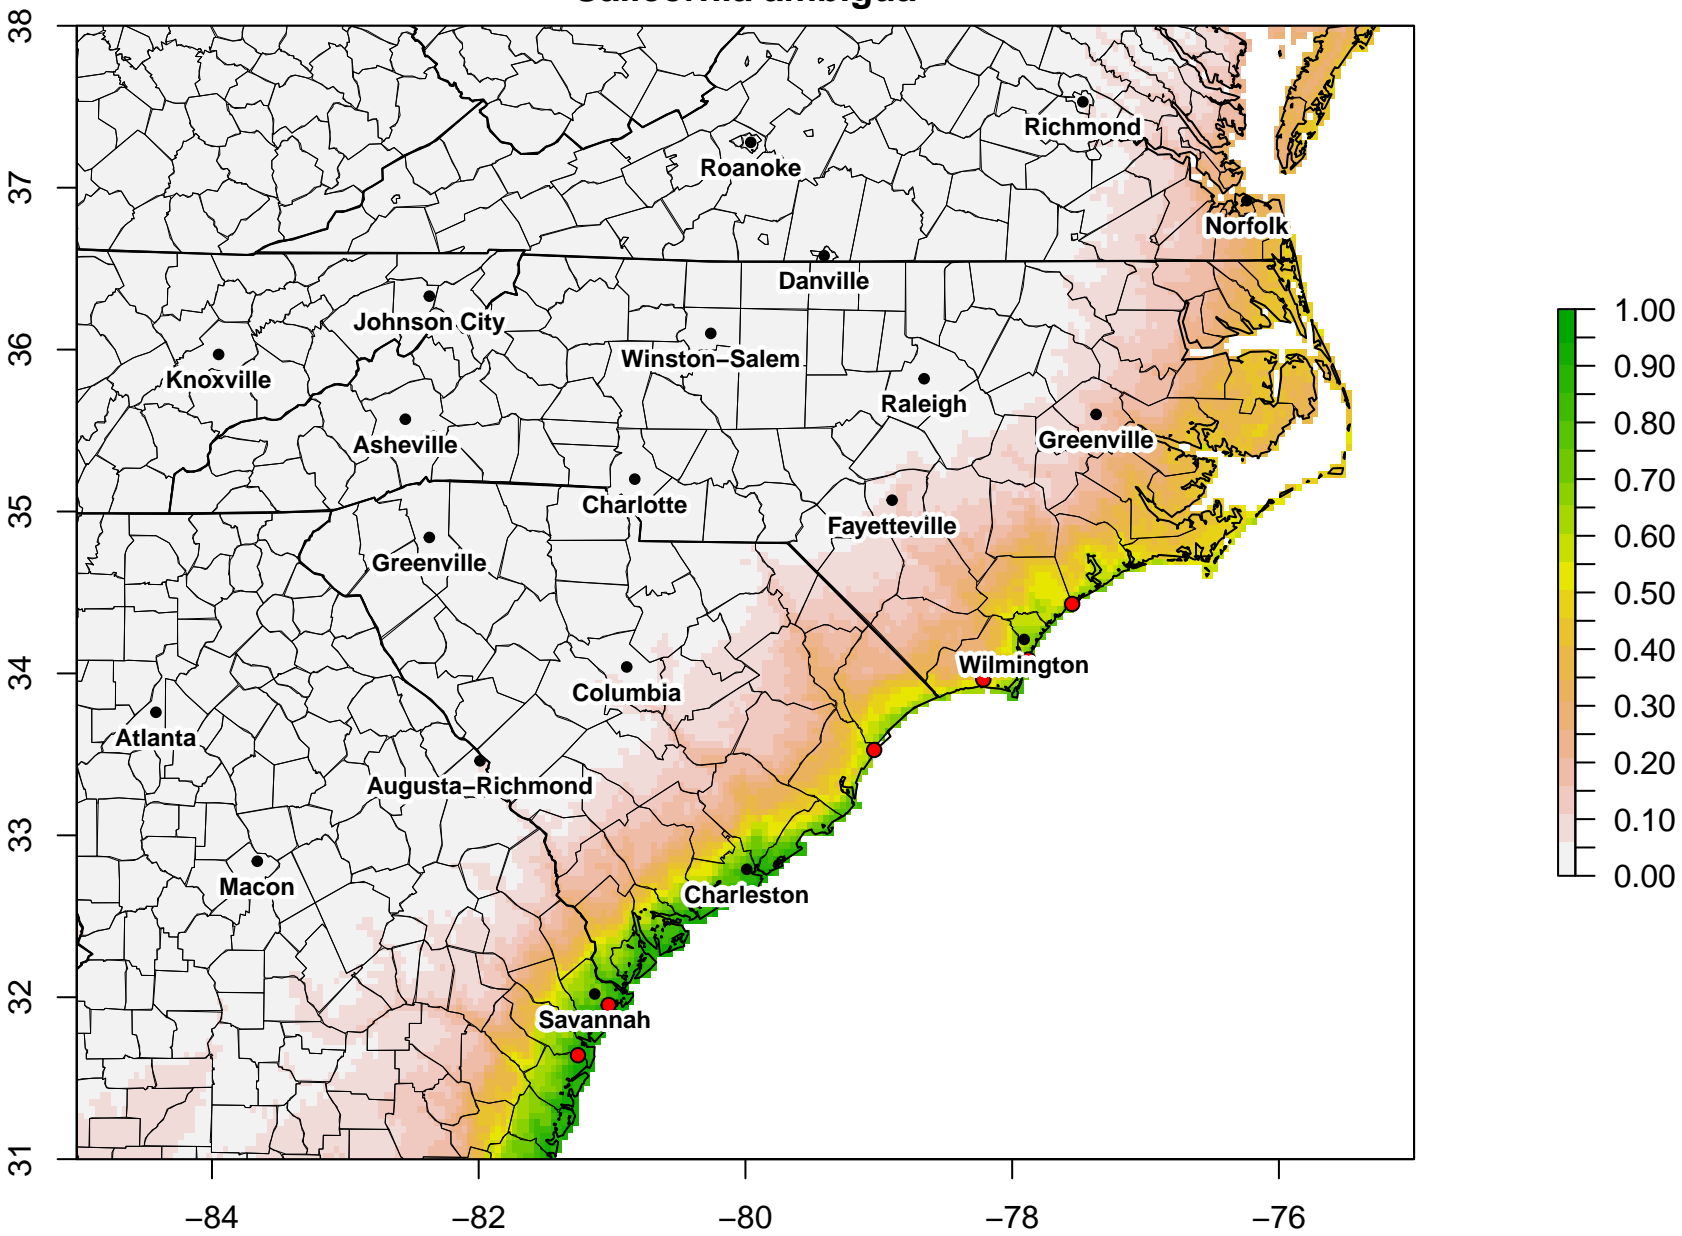 38
37
36
35
34
33
32
31
Richmond
Roanoke
Norfolk
Danville
Johnson City
Winston−Salem
Knoxville
Raleigh
Asheville
Greenville
Charlotte
Fayetteville
Greenville
Wilmington
Columbia
Atlanta
Augusta−Richmond
Macon
Charleston
Savannah
−84
−82
−80
−78
−76
1.00
0.90
0.80
0.70
0.60
0.50
0.40
0.30
0.20
0.10
0.00